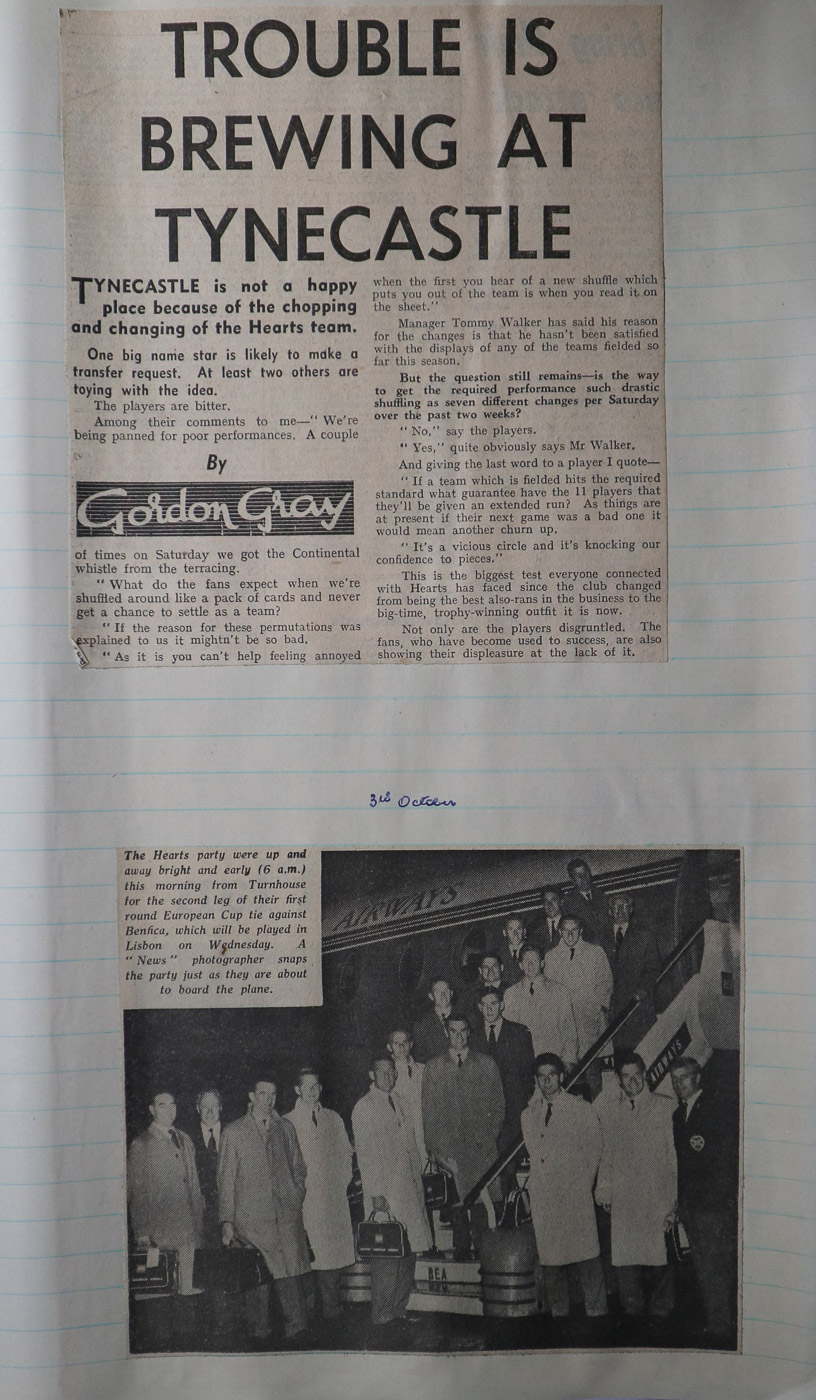 TROUBLE IS
BREWING AT
TYNECASTLE
TYNECASTLE is not a happy
place because of the chopping
and changing of the Hearts team.
One big name star is likely to make a
transfer request. At least two others are
toying with the idea.
The players are bitter.
Among their comments to me—“ We're
being panned for poor performances. A couple
By
Gordon Gray
of times on Saturday we got the Continental
whistle from the terracing.
“ What do the fans expect when we're
shuffled around like a pack of cards and never
get a chance to settle as a team?
“ If the reason for these permutations was
explained to us it mightn't be so bad.
“ As it is you can't help feeling annoyed
when the first you hear of a new shuffle which
puts you out of the team is when you read it on
the sheet.”
Manager Tommy Walker has said his reason
for the changes is that he hasn't been satisfied
with the displays of any of the teams fielded so
far this season.
But the question still remains—is the way
to get the required performance such drastic
shuffling as seven different changes per Saturday
over the past two weeks?
“ No,” say the players.
“ Yes,” quite obviously says Mr Walker.
And giving the last word to a player I quote—
“ If a team which is fielded hits the required
standard what guarantee have the 11 players that
they'll be given an extended run? As things are
at present if their next game was a bad one it
would mean another churn up.
“ It's a vicious circle and it's knocking our
confidence to pieces.”
This is the biggest test everyone connected
with Hearts has faced since the club changed
from being the best also-rans in the business to the
big-time, trophy-winning outfit it is now.
Not only are the players disgruntled. The
fans, who have become used to success, are also
showing their displeasure at the lack of it.
3rd October
The Hearts party were up and
away bright and early (6 a.m.)
this morning from Turnhouse
for the second leg of their first
round European Cup tie against
Benfica, which will be played in
Lisbon on Wednesday. A
“ News ” photographer snaps
the party just as they are about
to board the plane.
AIRWAYS
AIRWAYS
BEA